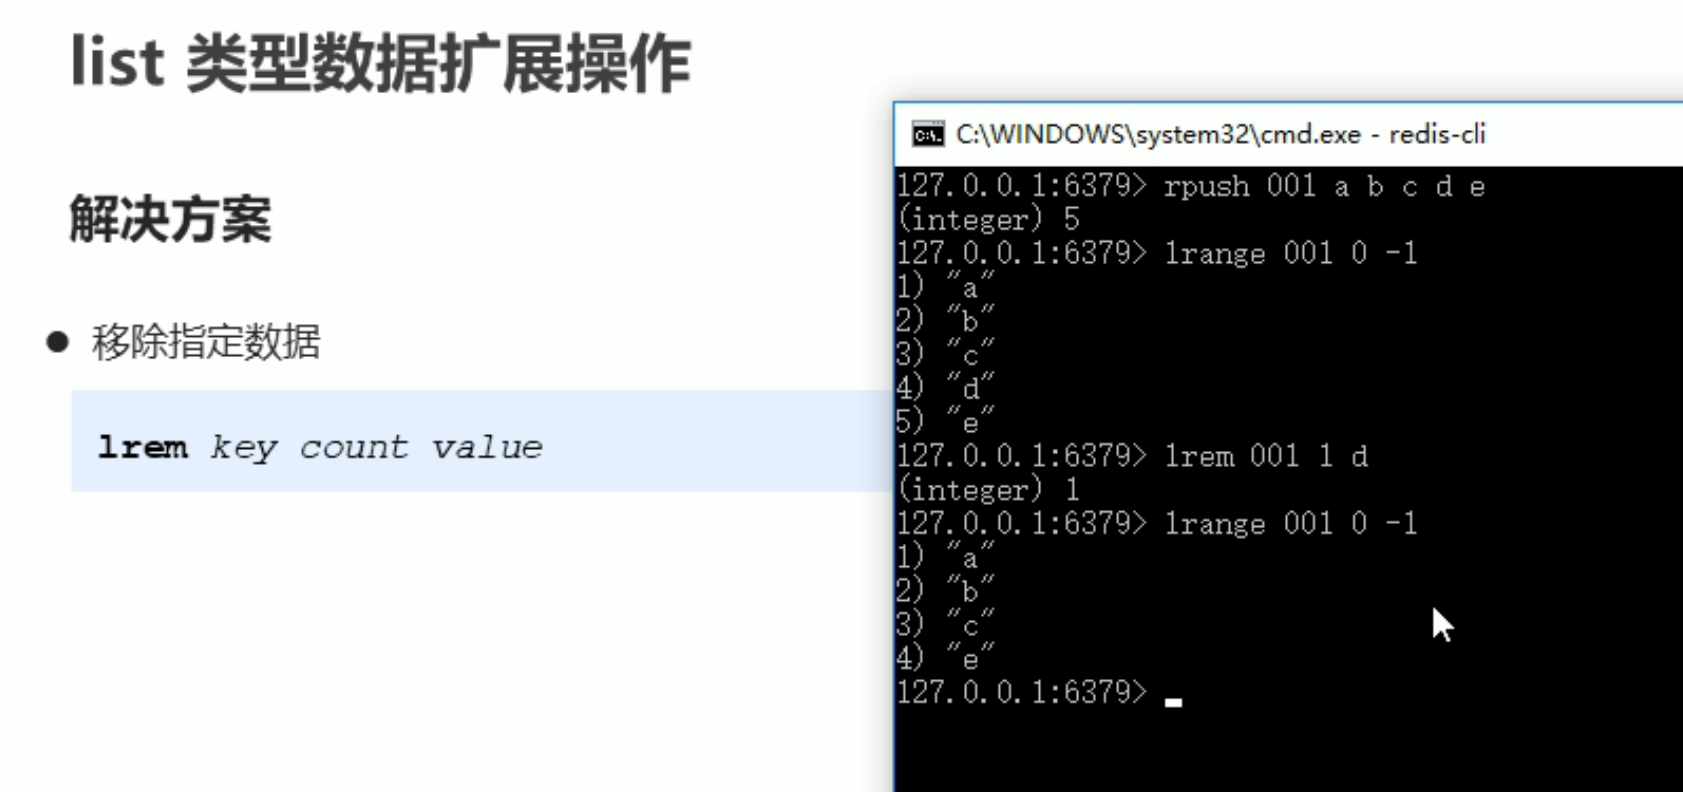 list 类型数据扩展操作
解决方案
● 移除指定数据
lrem key count value
C:\WINDOWS\system32\cmd.exe - redis-cli
127.0.0.1:6379> rpush 001 a b c d e
(integer) 5
127.0.0.1:6379> lrange 001 0 -1
1) "a"
2) "b"
3) "c"
4) "d"
5) "e"
127.0.0.1:6379> lrem 001 1 d
(integer) 1
127.0.0.1:6379> lrange 001 0 -1
1) "a"
2) "b"
3) "c"
4) "e"
127.0.0.1:6379>